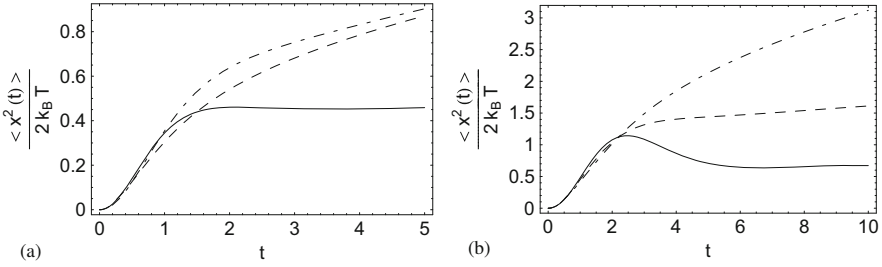 < x² (t) >
2 k_B T
0.8
0.6
0.4
0.2
0
0 1 2 3 4 5
t
(a)
< x² (t) >
2 k_B T
3
2.5
2
1.5
1
0.5
0
0 2 4 6 8 10
t
(b)